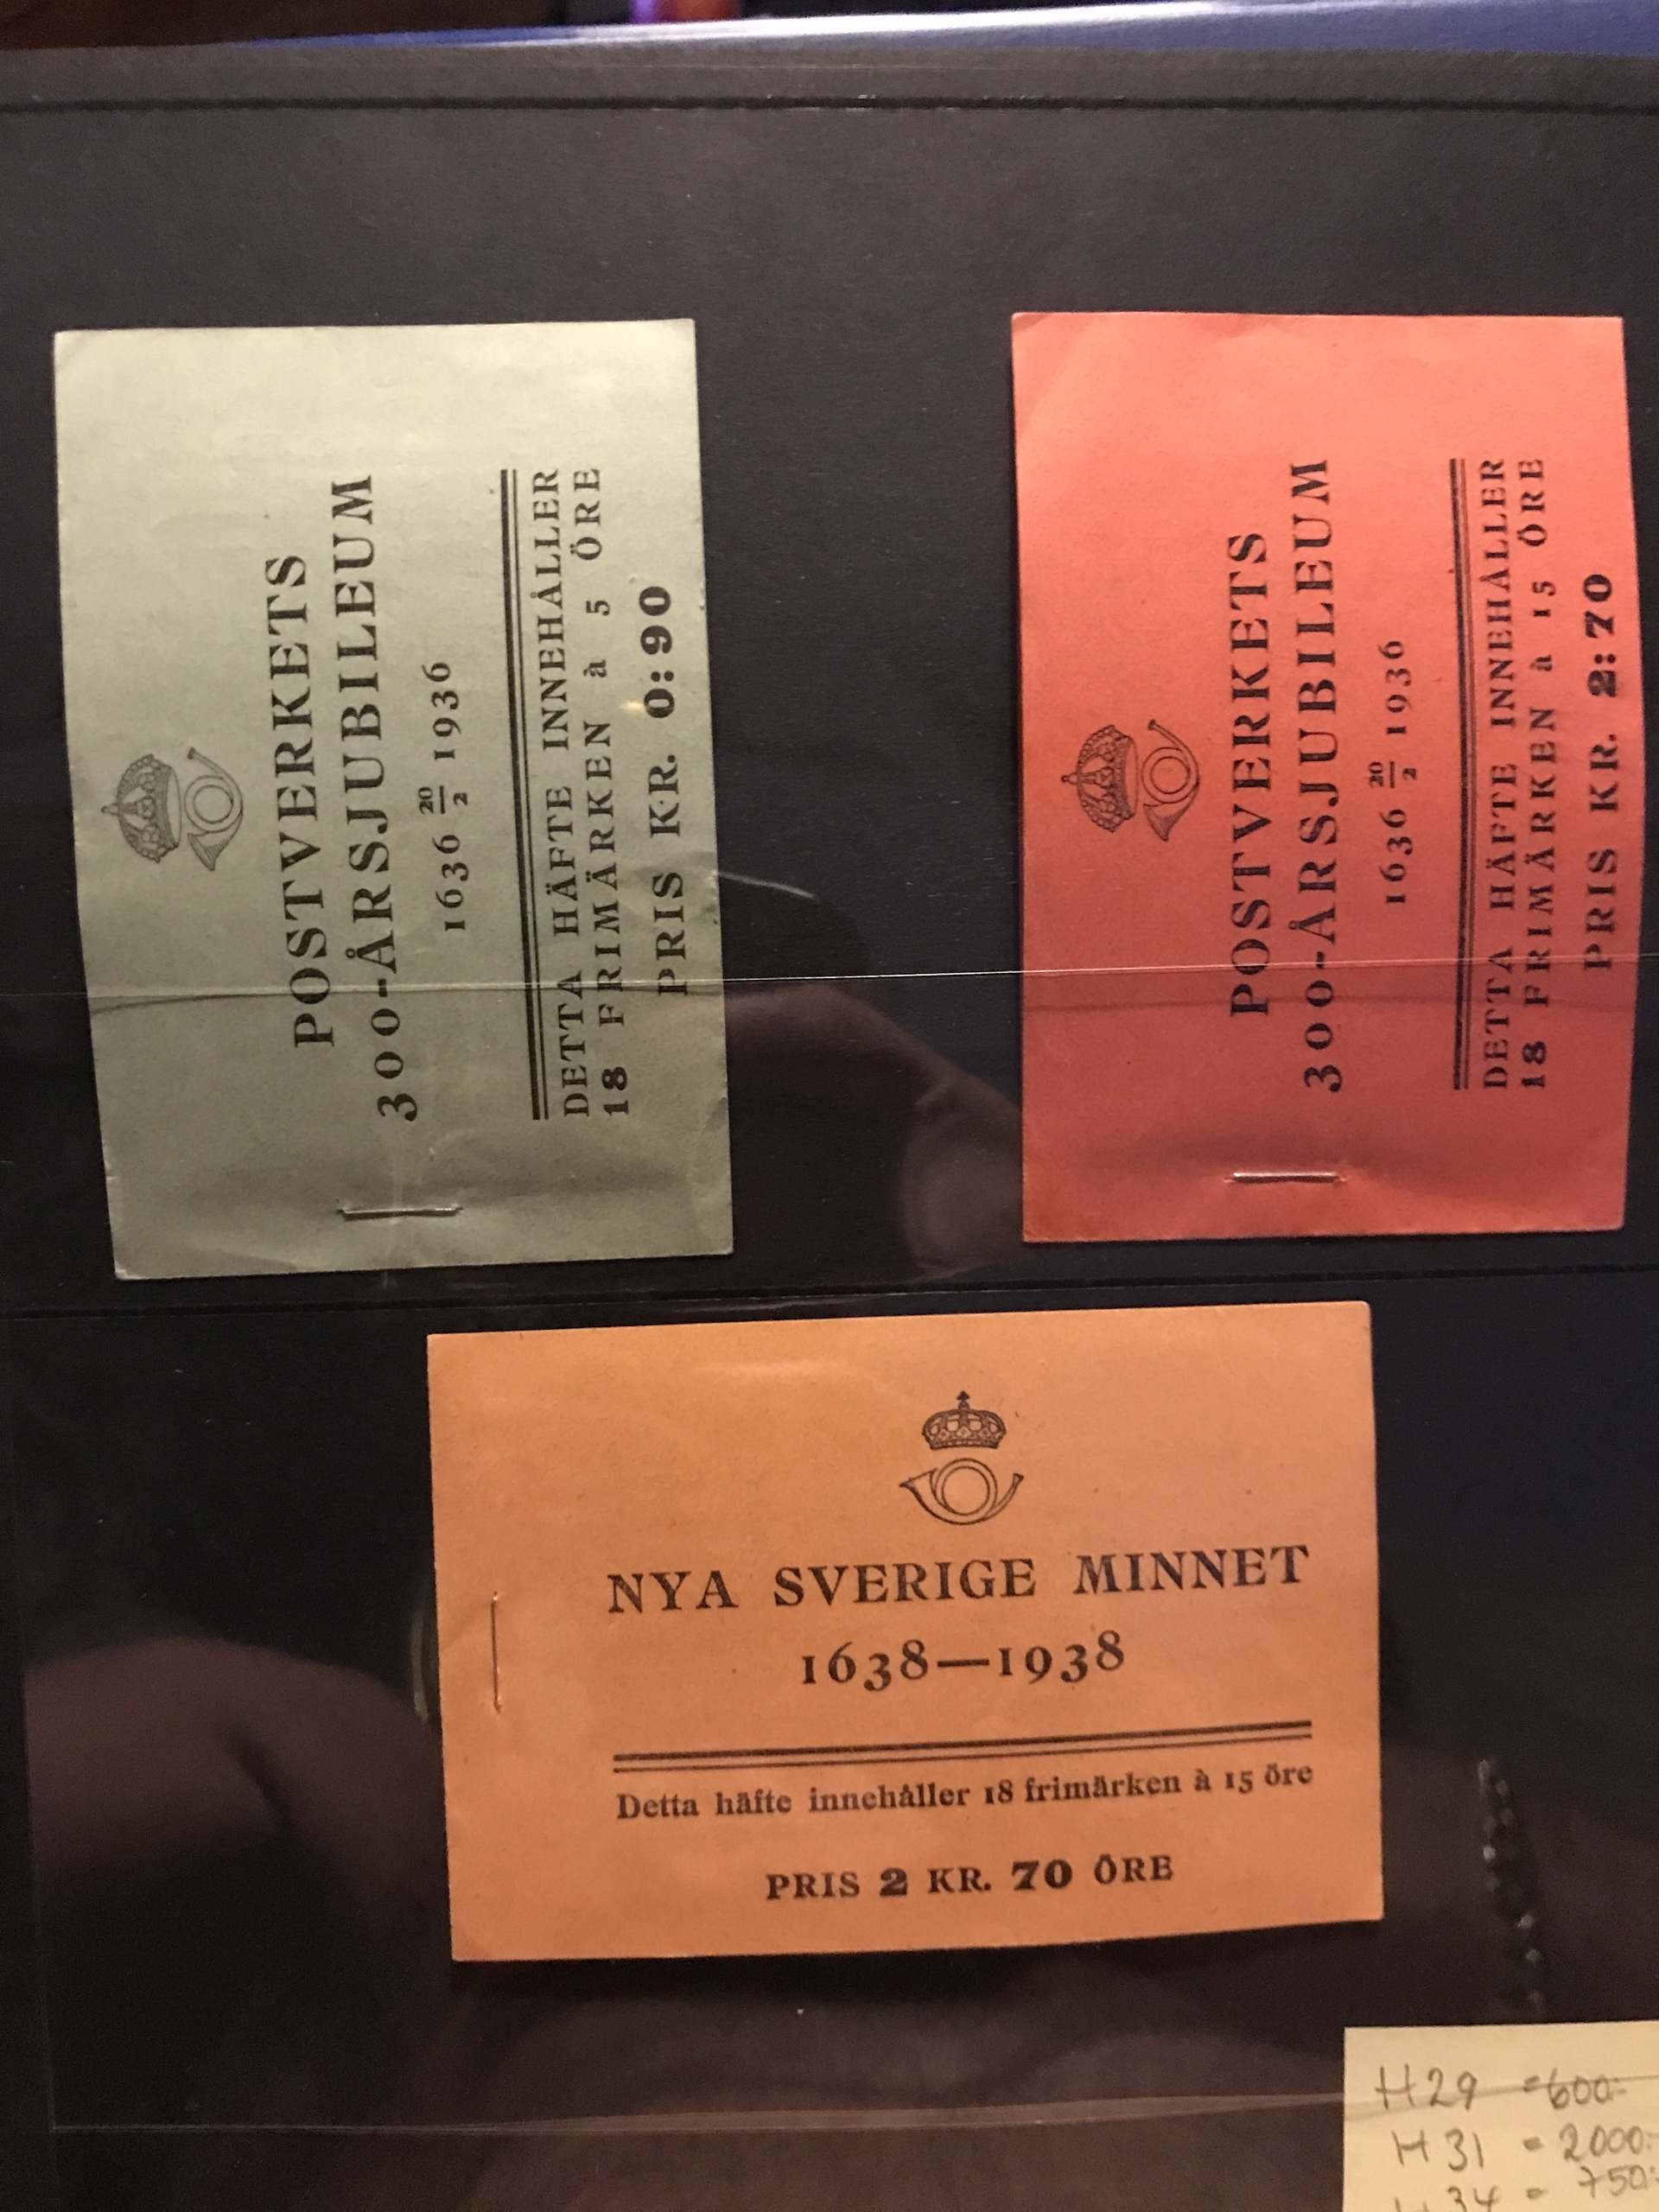 POSTVERKETS
300-ÅRSJUBILEUM
1636 20/2 1936
DETTA HÄFTE INNEHÅLLER
18 FRIMÄRKEN à 5 ÖRE
PRIS KR. 0:90
POSTVERKETS
300-ÅRSJUBILEUM
1636 20/2 1936
DETTA HÄFTE INNEHÅLLER
18 FRIMÄRKEN à 15 ÖRE
PRIS KR. 2:70
NYA SVERIGE MINNET
1638—1938
Detta häfte innehåller 18 frimärken à 15 öre
PRIS 2 KR. 70 ÖRE
H29 = 600:-
H31 = 2000:-
H34 = 750:-